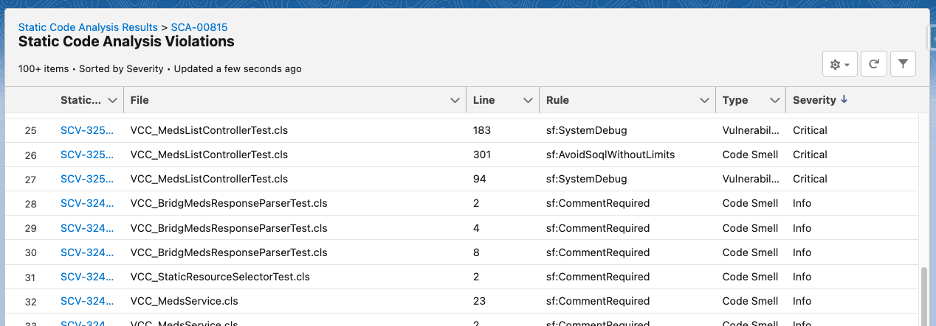 Static Code Analysis Results > SCA-00815
Static Code Analysis Violations
100+ items • Sorted by Severity • Updated a few seconds ago
Static... File Line Rule Type Severity
25 SCV-325... VCC_MedsListControllerTest.cls 183 sf:SystemDebug Vulnerabil... Critical
26 SCV-325... VCC_MedsListControllerTest.cls 301 sf:AvoidSoqlWithoutLimits Code Smell Critical
27 SCV-325... VCC_MedsListControllerTest.cls 94 sf:SystemDebug Vulnerabil... Critical
28 SCV-324... VCC_BridgMedsResponseParserTest.cls 2 sf:CommentRequired Code Smell Info
29 SCV-324... VCC_BridgMedsResponseParserTest.cls 4 sf:CommentRequired Code Smell Info
30 SCV-324... VCC_BridgMedsResponseParserTest.cls 8 sf:CommentRequired Code Smell Info
31 SCV-324... VCC_StaticResourceSelectorTest.cls 2 sf:CommentRequired Code Smell Info
32 SCV-324... VCC_MedsService.cls 23 sf:CommentRequired Code Smell Info
33 SCV-324... VCC_MedsService.cls 2 sf:CommentRequired Code Smell Info